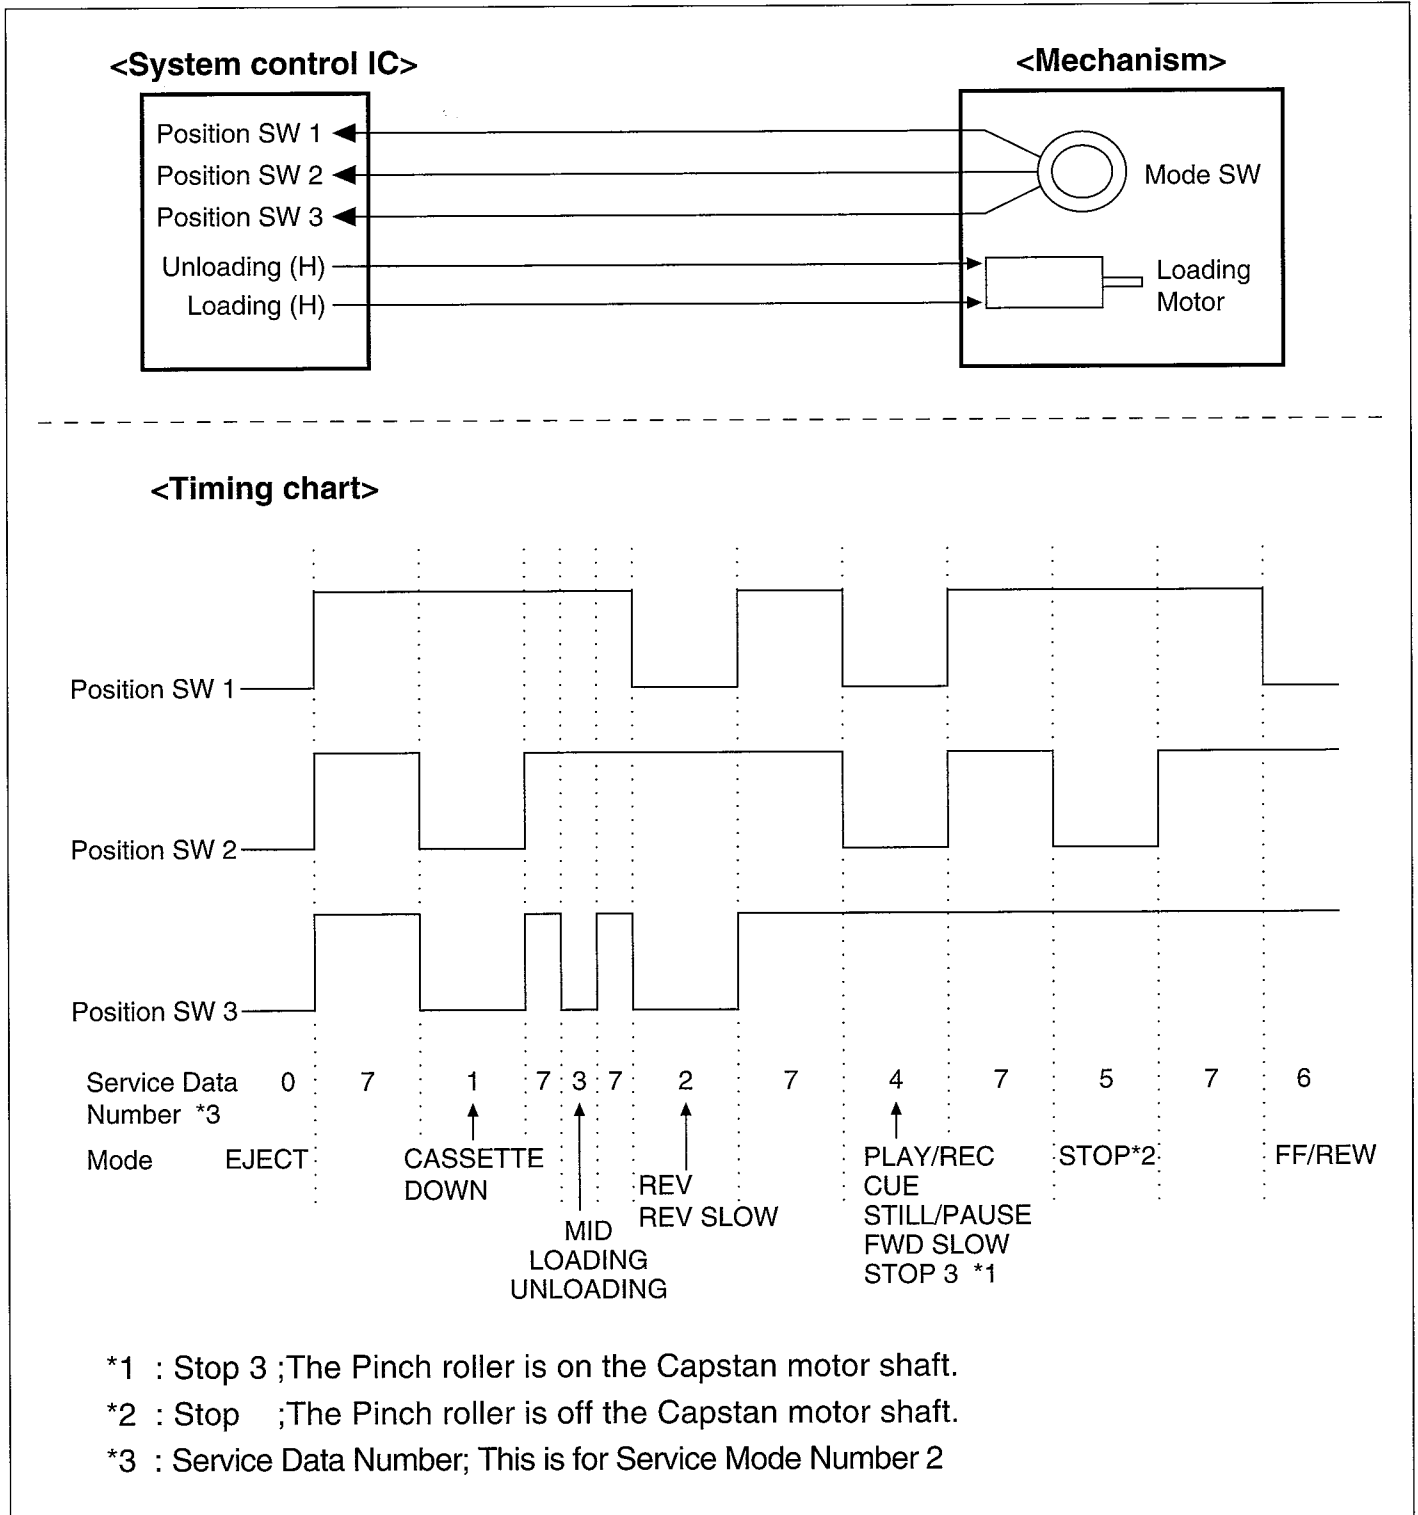 <System control IC>
<Mechanism>
Position SW 1
Position SW 2
Position SW 3
Unloading (H)
Loading (H)
Mode SW
Loading
Motor
<Timing chart>
Position SW 1
Position SW 2
Position SW 3
Service Data 0 7 1 7 3 7 2 7 4 7 5 7 6
Number *3
Mode EJECT
CASSETTE
DOWN
MID
LOADING
UNLOADING
REV
REV SLOW
PLAY/REC
CUE
STILL/PAUSE
FWD SLOW
STOP 3 *1
STOP*2
FF/REW
*1 : Stop 3 ;The Pinch roller is on the Capstan motor shaft.
*2 : Stop ;The Pinch roller is off the Capstan motor shaft.
*3 : Service Data Number; This is for Service Mode Number 2